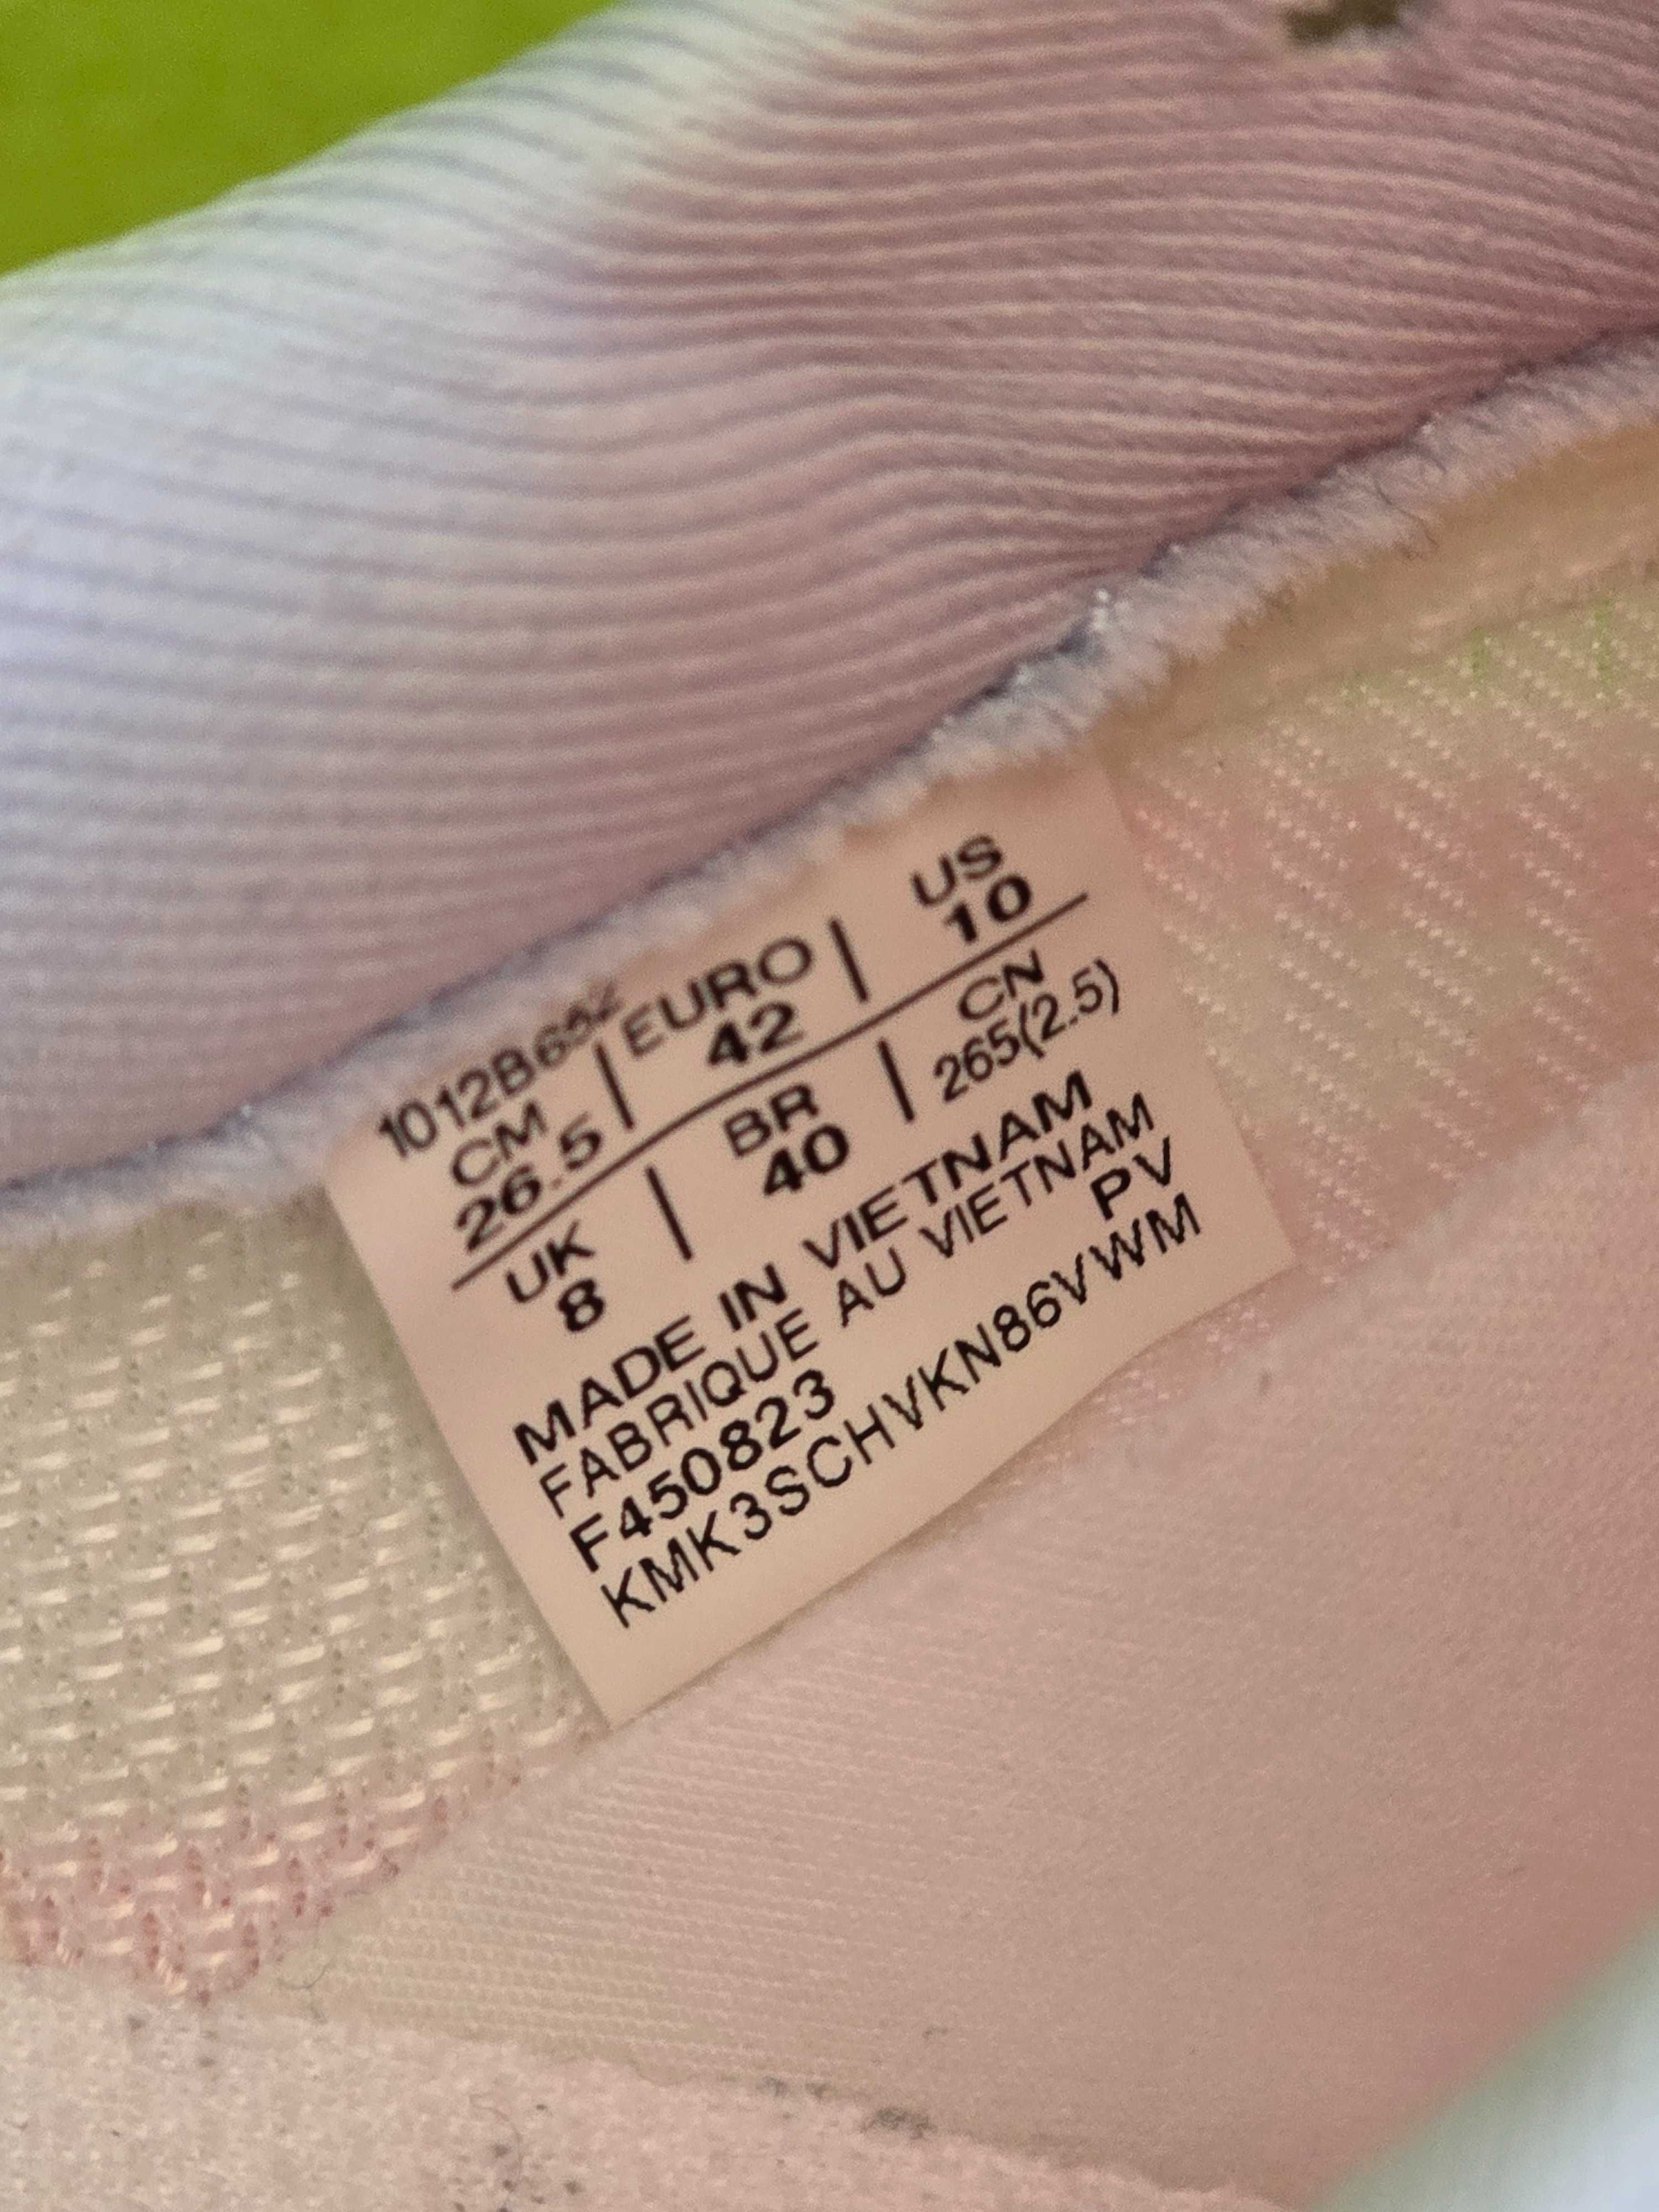 CM | EURO | US
26.5 42 10
UK | BR | CN
8 40 265(2.5)
MADE IN VIETNAM
FABRIQUE AU VIETNAM
F450823 PV
KMK3SCHVKN86VWM